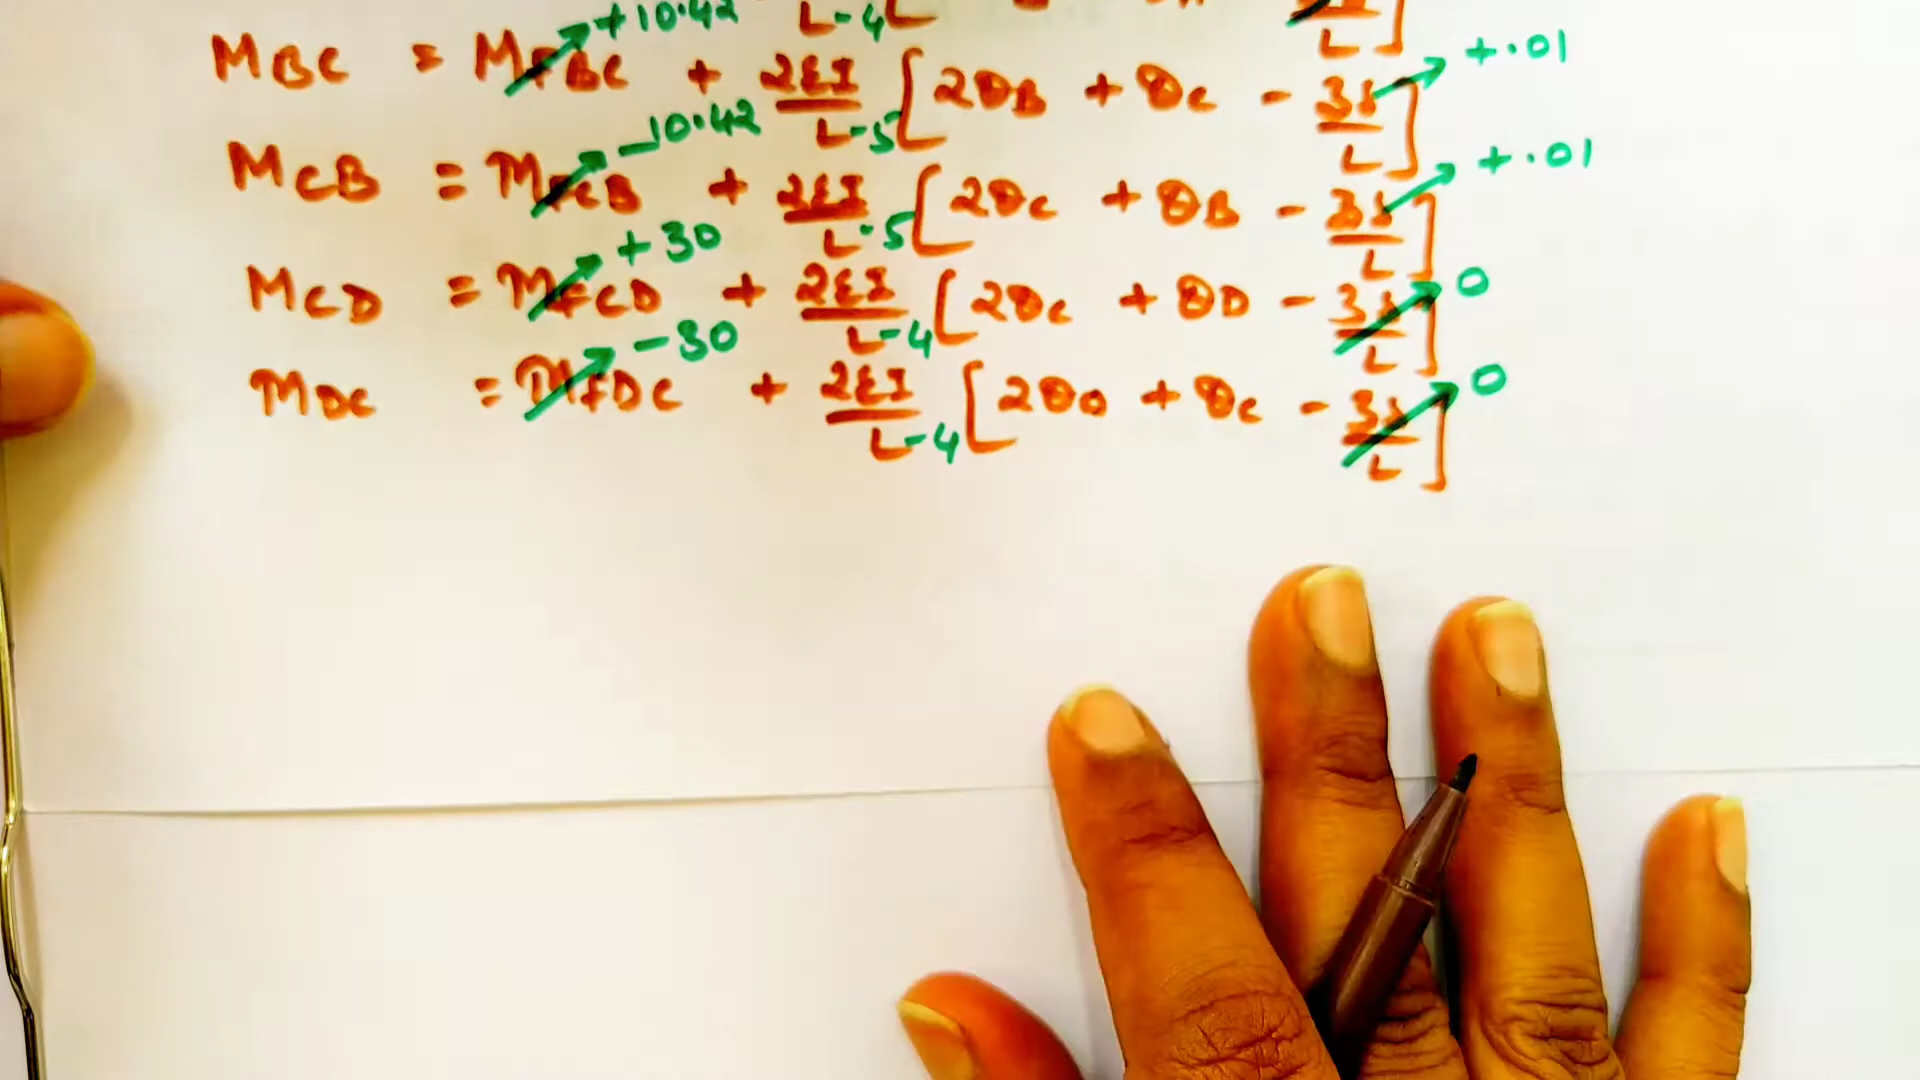 L-4[ L]
MBC = MFBC +10.42 + 2EI/L-5 [2θB + θC - 3δ/L] +.01
MCB = MFCB -10.42 + 2EI/L-5 [2θC + θB - 3δ/L] +.01
MCD = MFCD +30 + 2EI/L-4 [2θC + θD - 3δ/L] 0
MDC = MFDC -30 + 2EI/L-4 [2θD + θC - 3δ/L] 0